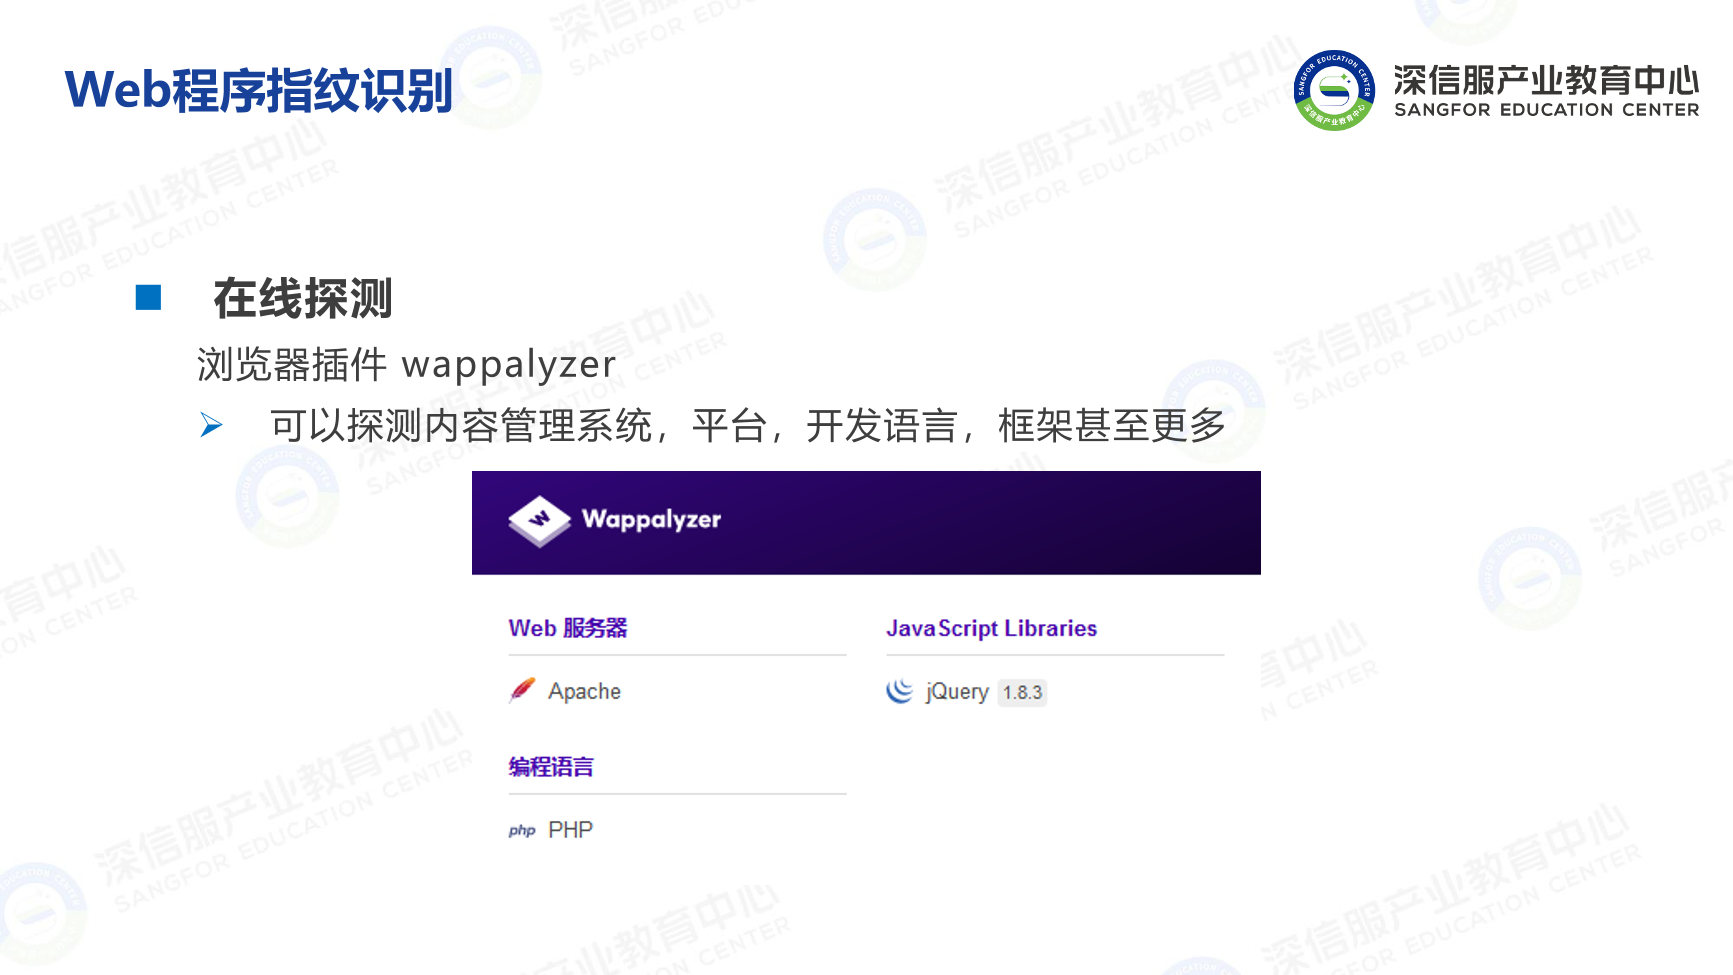 Web程序指纹识别
深信服产业教育中心
SANGFOR EDUCATION CENTER
在线探测
浏览器插件 wappalyzer
可以探测内容管理系统，平台，开发语言，框架甚至更多
Wappalyzer
Web 服务器
JavaScript Libraries
Apache
jQuery 1.8.3
编程语言
php PHP